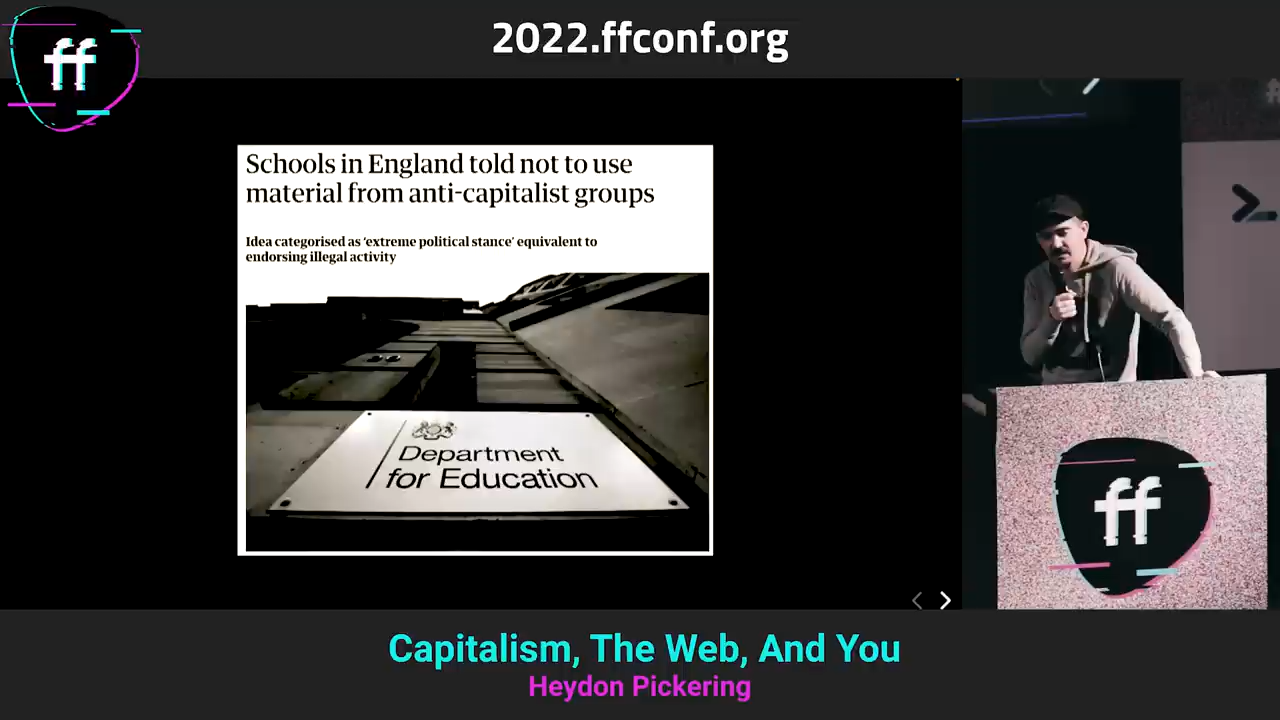 2022.ffconf.org
ff
Schools in England told not to use
material from anti-capitalist groups
Idea categorised as ‘extreme political stance’ equivalent to
endorsing illegal activity
Department
for Education
ff
Capitalism, The Web, And You
Heydon Pickering